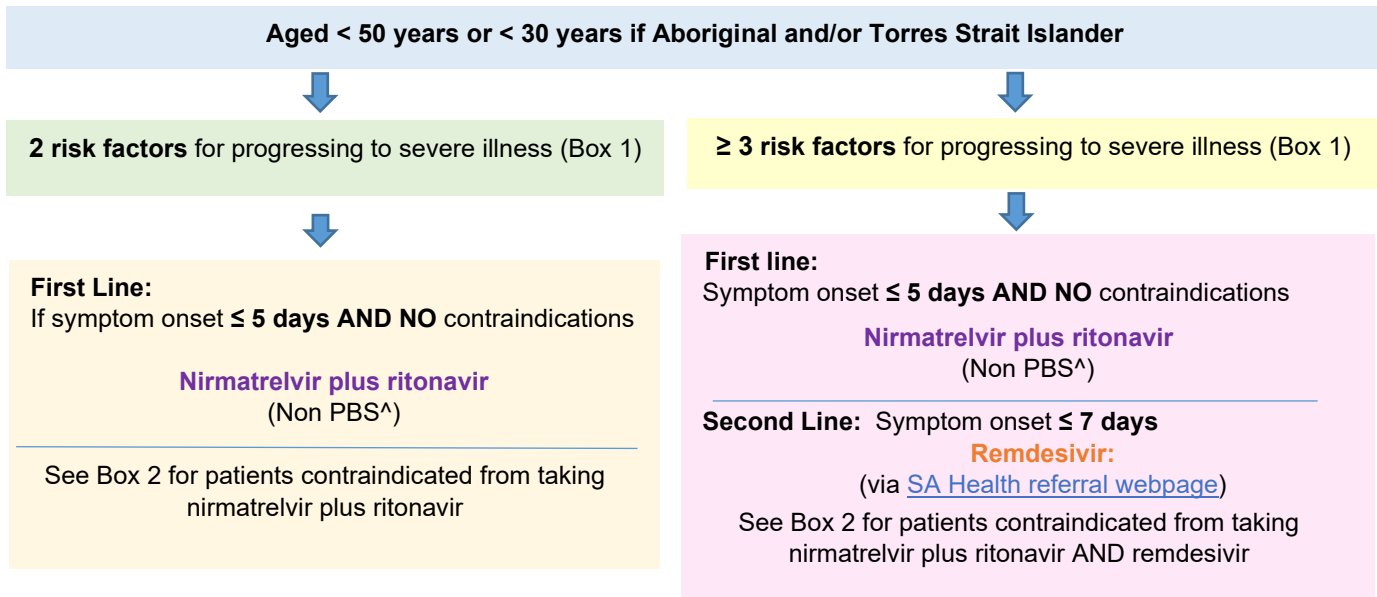 Aged < 50 years or < 30 years if Aboriginal and/or Torres Strait Islander
2 risk factors for progressing to severe illness (Box 1)
First Line:
If symptom onset ≤ 5 days AND NO contraindications
Nirmatrelvir plus ritonavir
(Non PBS^)
See Box 2 for patients contraindicated from taking
nirmatrelvir plus ritonavir
≥ 3 risk factors for progressing to severe illness (Box 1)
First line:
Symptom onset ≤ 5 days AND NO contraindications
Nirmatrelvir plus ritonavir
(Non PBS^)
Second Line: Symptom onset ≤ 7 days
Remdesivir:
(via SA Health referral webpage)
See Box 2 for patients contraindicated from taking
nirmatrelvir plus ritonavir AND remdesivir